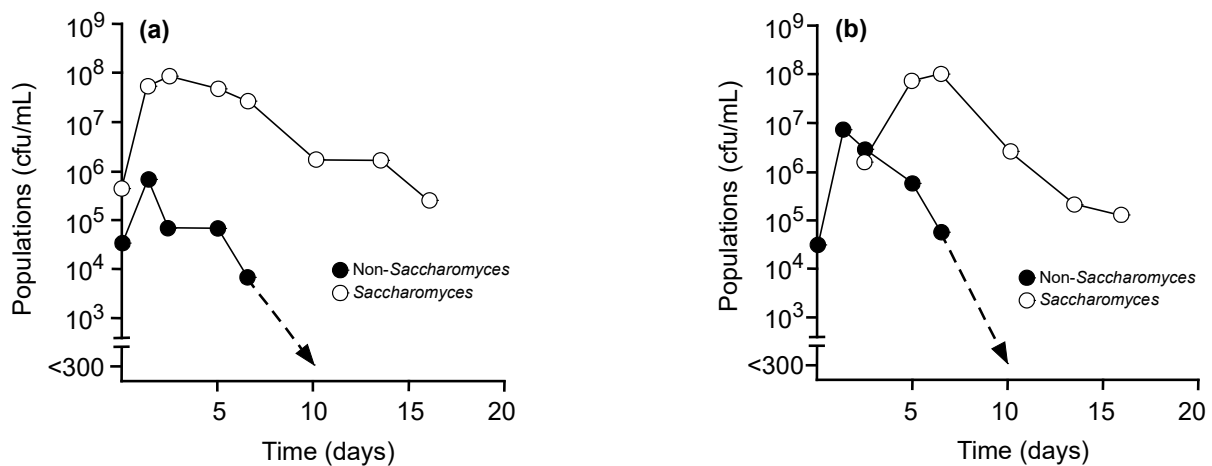 (a)
Populations (cfu/mL)
10⁹
10⁸
10⁷
10⁶
10⁵
10⁴
10³
<300
Non-Saccharomyces
Saccharomyces
5 10 15 20
Time (days)
(b)
Populations (cfu/mL)
10⁹
10⁸
10⁷
10⁶
10⁵
10⁴
10³
<300
Non-Saccharomyces
Saccharomyces
5 10 15 20
Time (days)